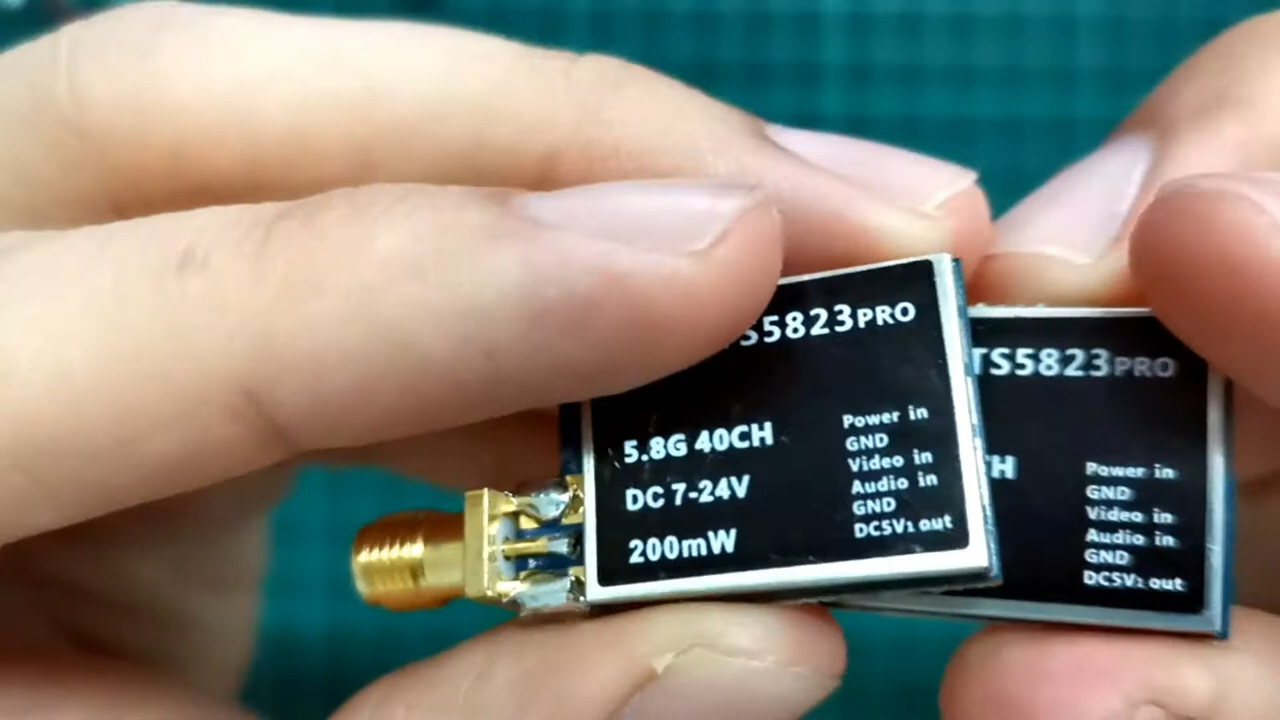 TS5823PRO
5.8G 40CH
DC 7-24V
200mW
Power in
GND
Video in
Audio in
GND
DC5V₁ out
TS5823PRO
CH
Power in
GND
Video in
Audio in
GND
DC5V₁ out